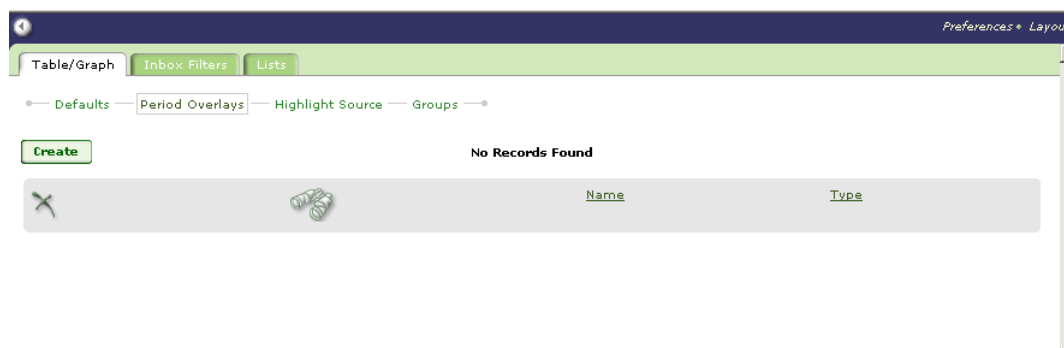 Preferences • Layou
Table/Graph Inbox Filters Lists
Defaults Period Overlays Highlight Source Groups
Create No Records Found
Name Type